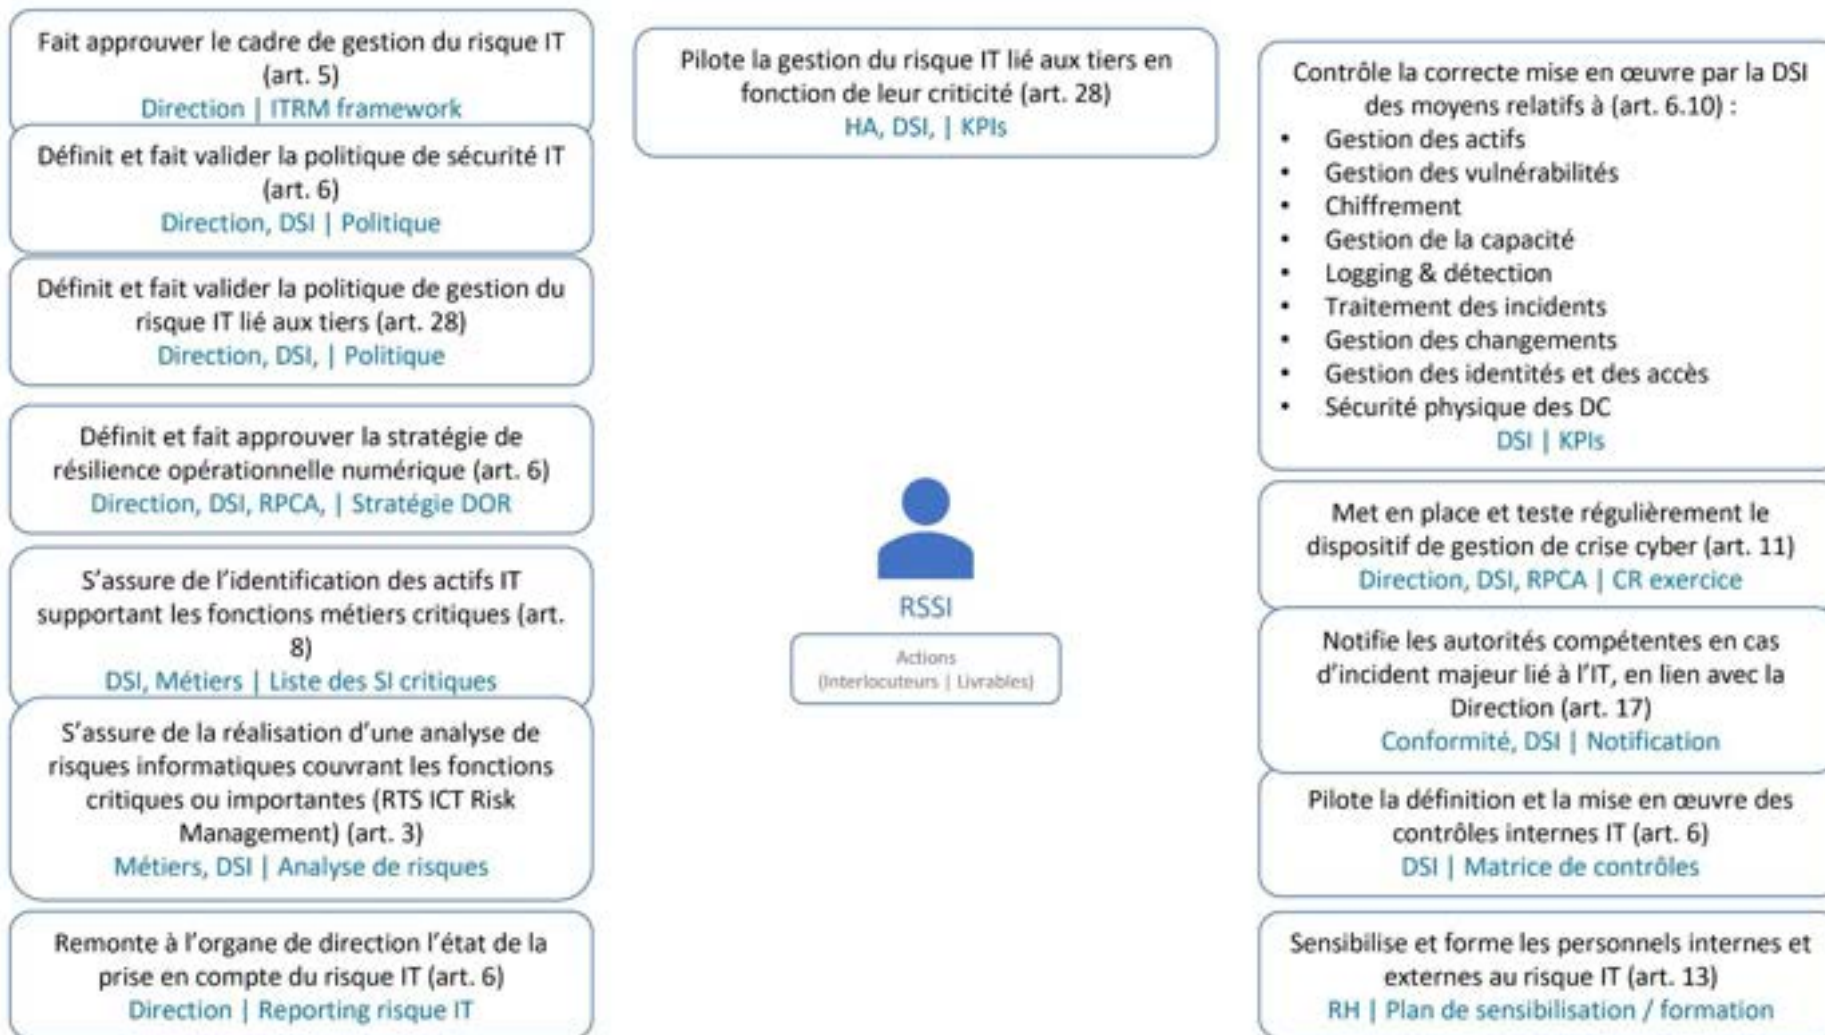 Fait approuver le cadre de gestion du risque IT
(art. 5)
Direction | ITRM framework
Définit et fait valider la politique de sécurité IT
(art. 6)
Direction, DSI | Politique
Définit et fait valider la politique de gestion du
risque IT lié aux tiers (art. 28)
Direction, DSI, | Politique
Définit et fait approuver la stratégie de
résilience opérationnelle numérique (art. 6)
Direction, DSI, RPCA, | Stratégie DOR
S’assure de l’identification des actifs IT
supportant les fonctions métiers critiques (art.
8)
DSI, Métiers | Liste des SI critiques
S’assure de la réalisation d’une analyse de
risques informatiques couvrant les fonctions
critiques ou importantes (RTS ICT Risk
Management) (art. 3)
Métiers, DSI | Analyse de risques
Remonte à l’organe de direction l’état de la
prise en compte du risque IT (art. 6)
Direction | Reporting risque IT
Pilote la gestion du risque IT lié aux tiers en
fonction de leur criticité (art. 28)
HA, DSI, | KPIs
RSSI
Actions
(Interlocuteurs | Livrables)
Contrôle la correcte mise en œuvre par la DSI
des moyens relatifs à (art. 6.10) :
• Gestion des actifs
• Gestion des vulnérabilités
• Chiffrement
• Gestion de la capacité
• Logging & détection
• Traitement des incidents
• Gestion des changements
• Gestion des identités et des accès
• Sécurité physique des DC
DSI | KPIs
Met en place et teste régulièrement le
dispositif de gestion de crise cyber (art. 11)
Direction, DSI, RPCA | CR exercice
Notifie les autorités compétentes en cas
d’incident majeur lié à l’IT, en lien avec la
Direction (art. 17)
Conformité, DSI | Notification
Pilote la définition et la mise en œuvre des
contrôles internes IT (art. 6)
DSI | Matrice de contrôles
Sensibilise et forme les personnels internes et
externes au risque IT (art. 13)
RH | Plan de sensibilisation / formation